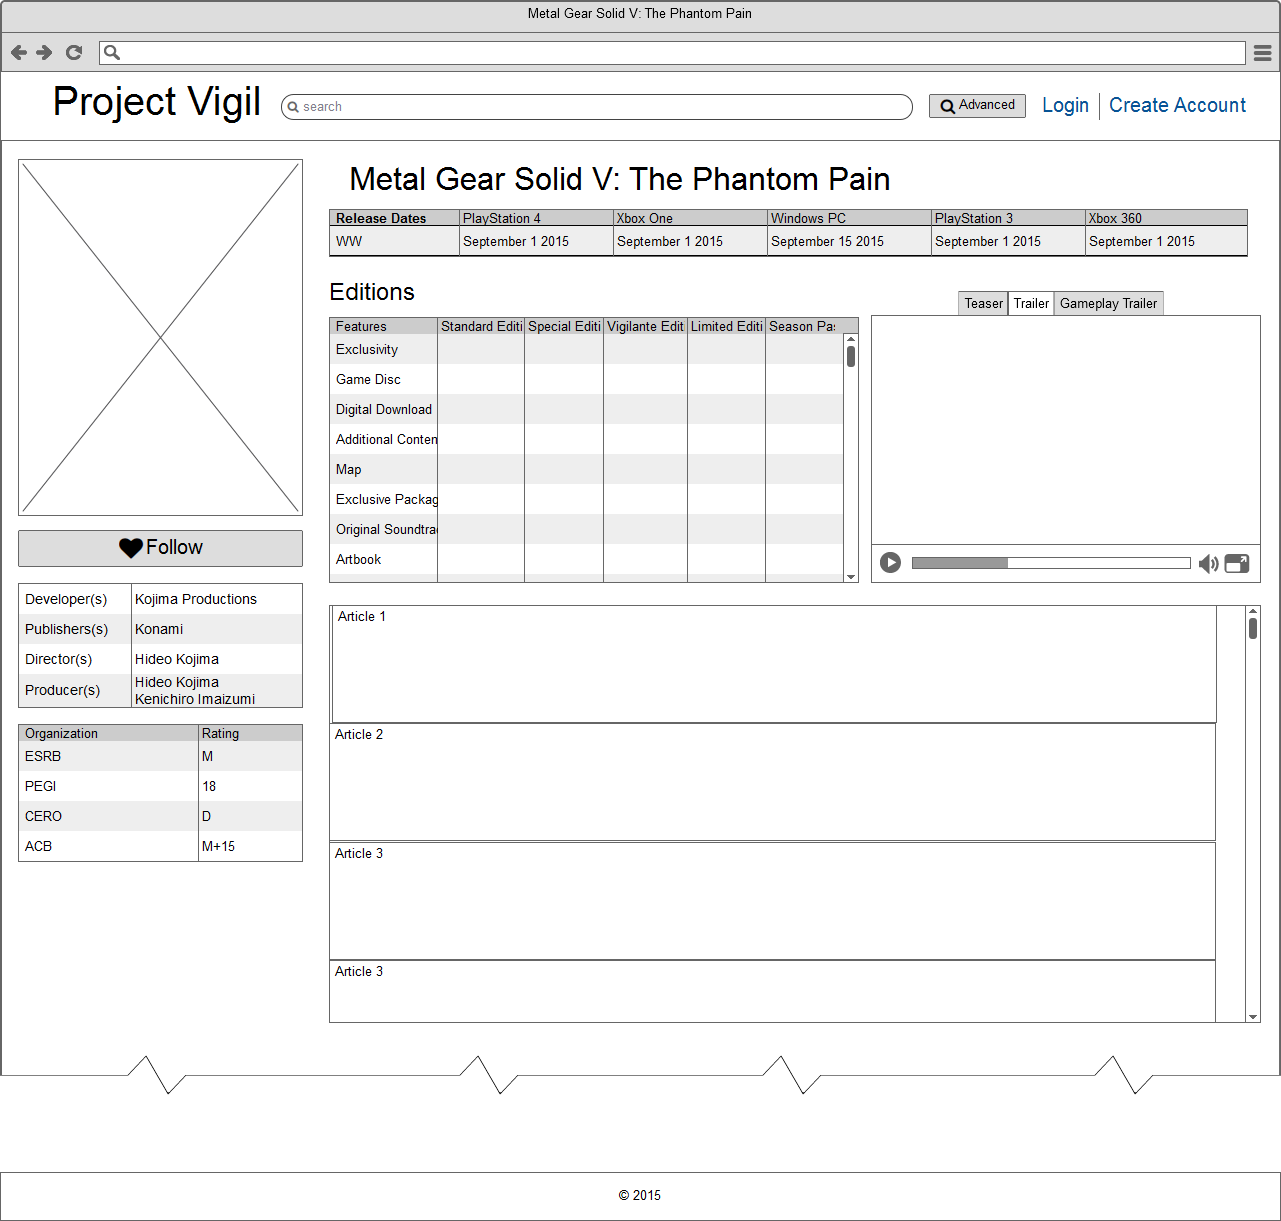 Metal Gear Solid V: The Phantom Pain
Project Vigil
search
Advanced
Login
Create Account
Metal Gear Solid V: The Phantom Pain
Release Dates PlayStation 4 Xbox One Windows PC PlayStation 3 Xbox 360
WW September 1 2015 September 1 2015 September 15 2015 September 1 2015 September 1 2015
Editions
Teaser Trailer Gameplay Trailer
Features Standard Editi Special Editi Vigilante Edit Limited Editi Season Pas
Exclusivity
Game Disc
Digital Download
Additional Conten
Map
Exclusive Packag
Original Soundtra
Artbook
Follow
Developer(s) Kojima Productions
Publishers(s) Konami
Director(s) Hideo Kojima
Producer(s) Hideo Kojima
Kenichiro Imaizumi
Organization Rating
ESRB M
PEGI 18
CERO D
ACB M+15
Article 1
Article 2
Article 3
Article 3
© 2015